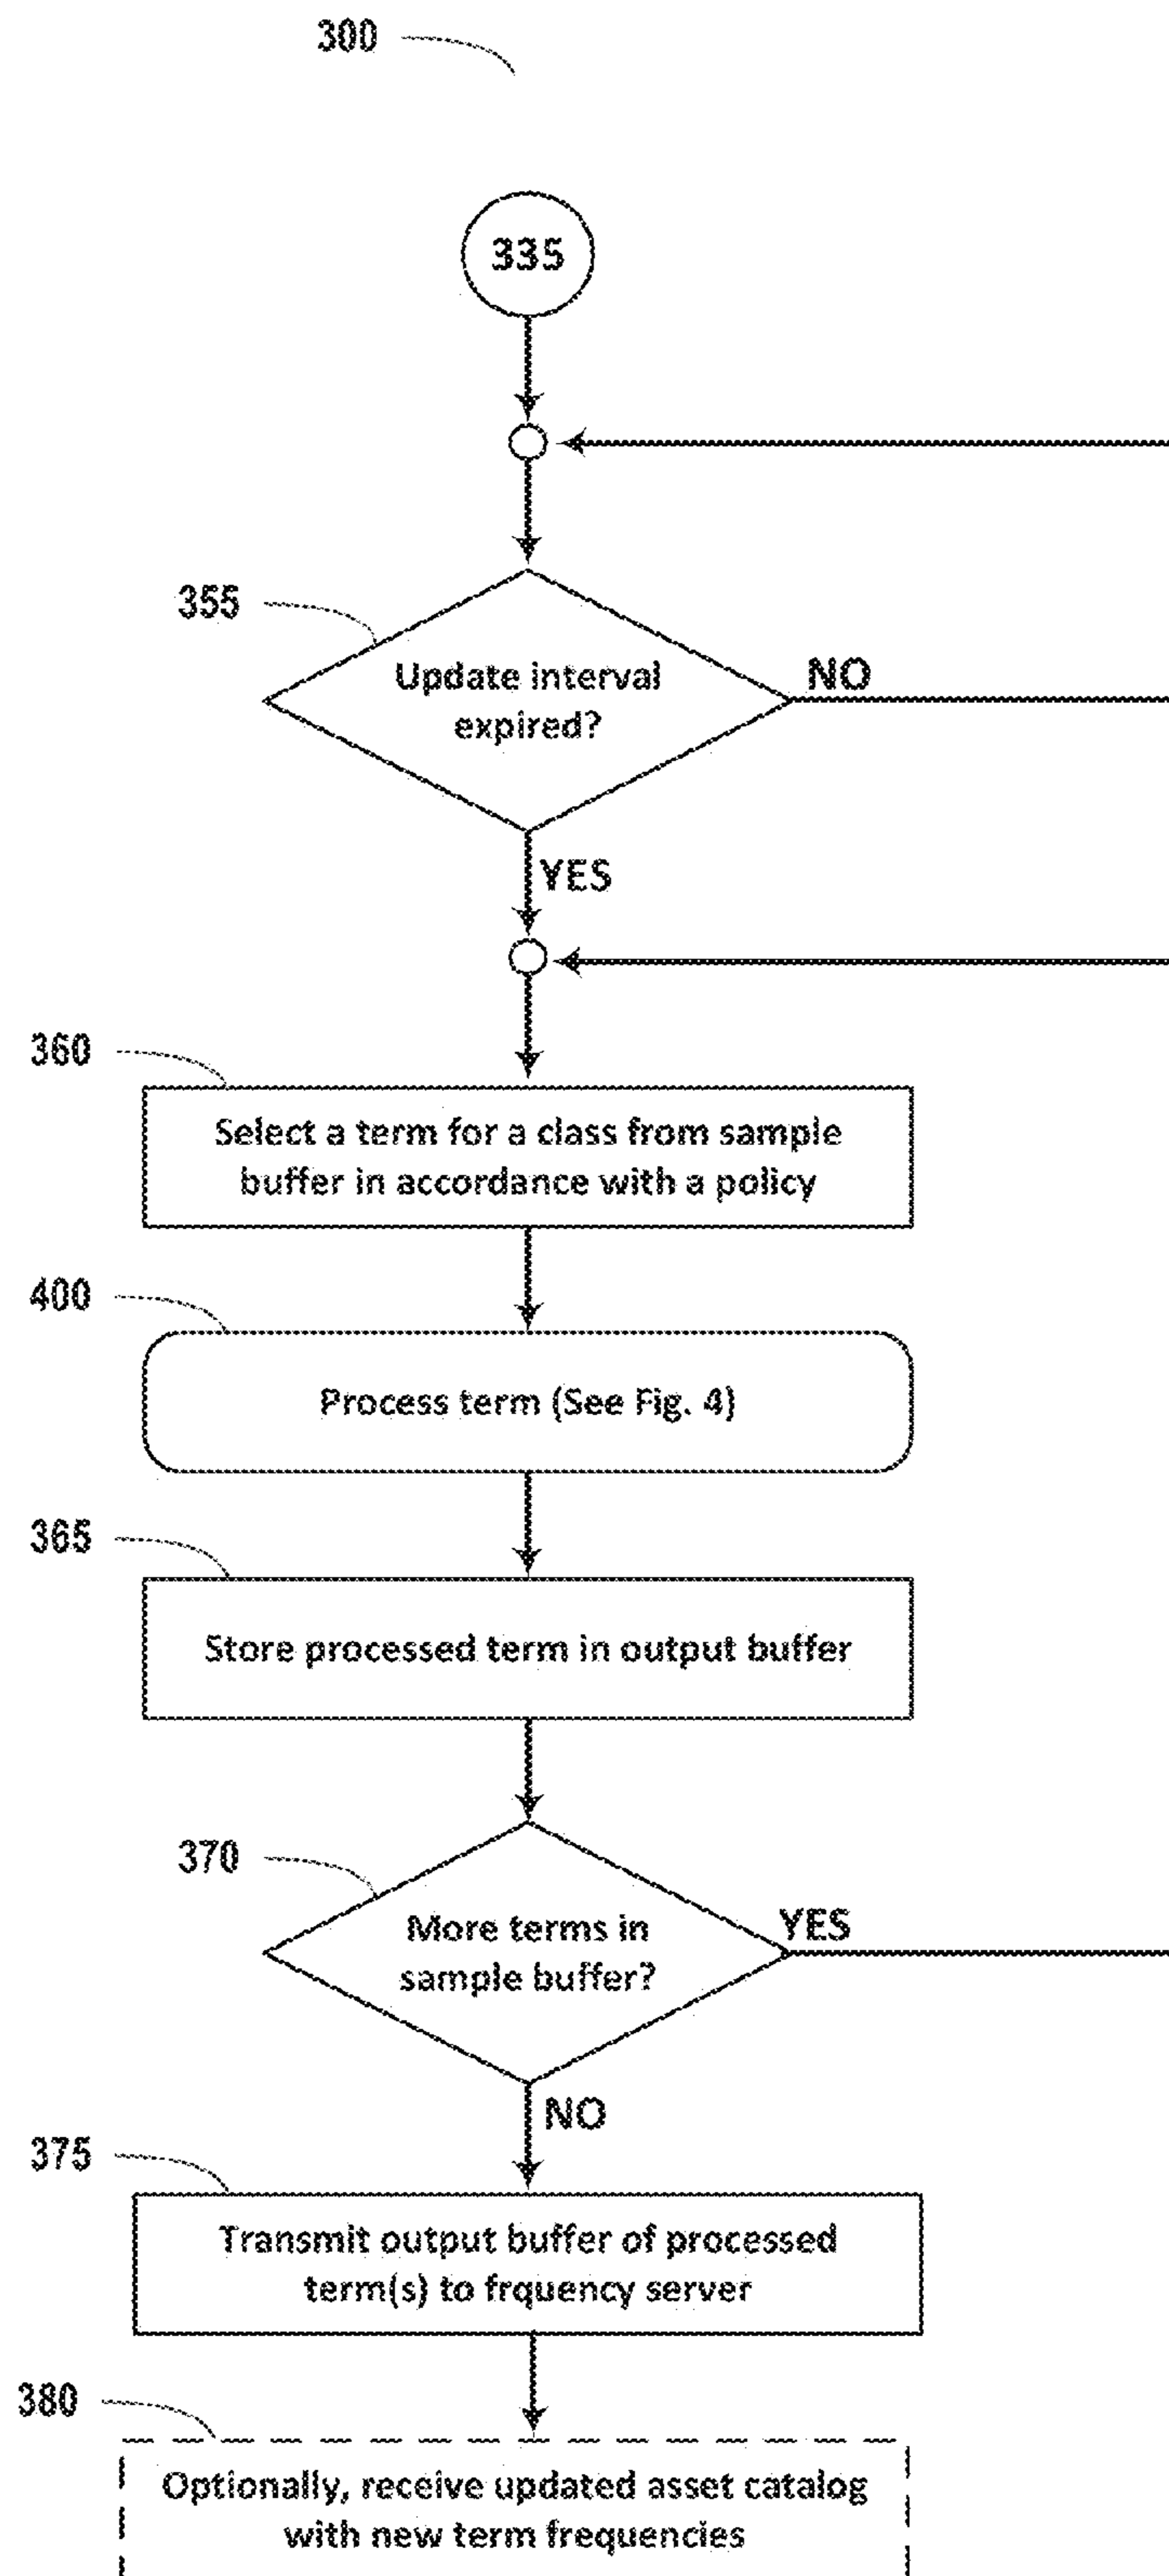 300
335
355
Update interval
expired?
NO
YES
360
Select a term for a class from sample
buffer in accordance with a policy
400
Process term (See Fig. 4)
365
Store processed term in output buffer
370
More terms in
sample buffer?
YES
NO
375
Transmit output buffer of processed
term(s) to frquency server
380
Optionally, receive updated asset catalog
with new term frequencies